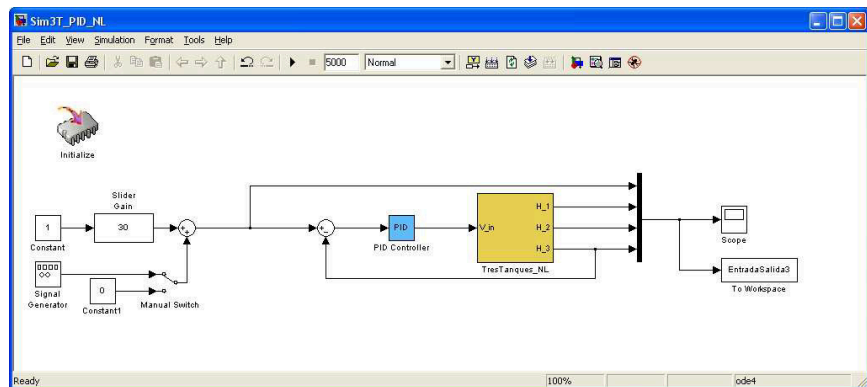 Sim3T_PID_NL
File Edit View Simulation Format Tools Help
5000 Normal
Initialize
Slider
Gain
1
Constant
30
PID
PID Controller
V_in
H_1
H_2
H_3
TresTanques_NL
Scope
EntradaSalida3
To Workspace
Signal
Generator
0
Constant1
Manual Switch
Ready 100% ode4